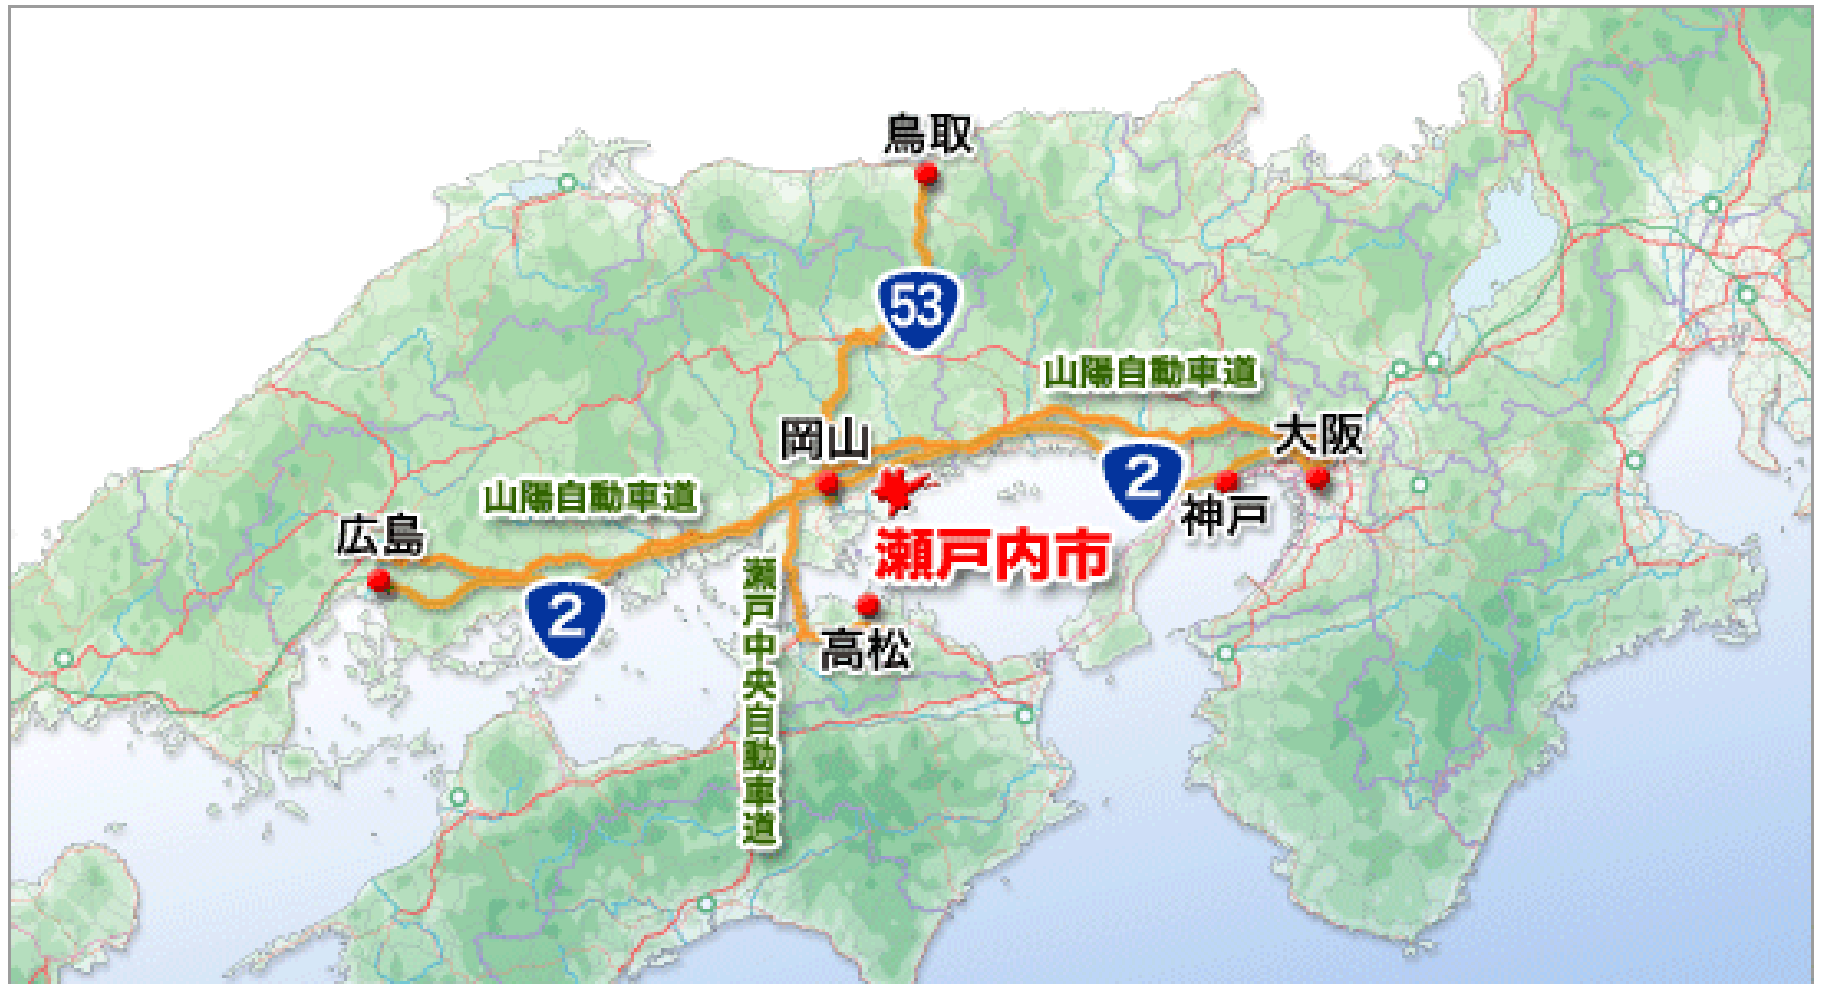 鳥取
53
山陽自動車道
岡山
大阪
2
山陽自動車道
神戸
広島
瀬戸内市
2
高松
瀬戸中央自動車道